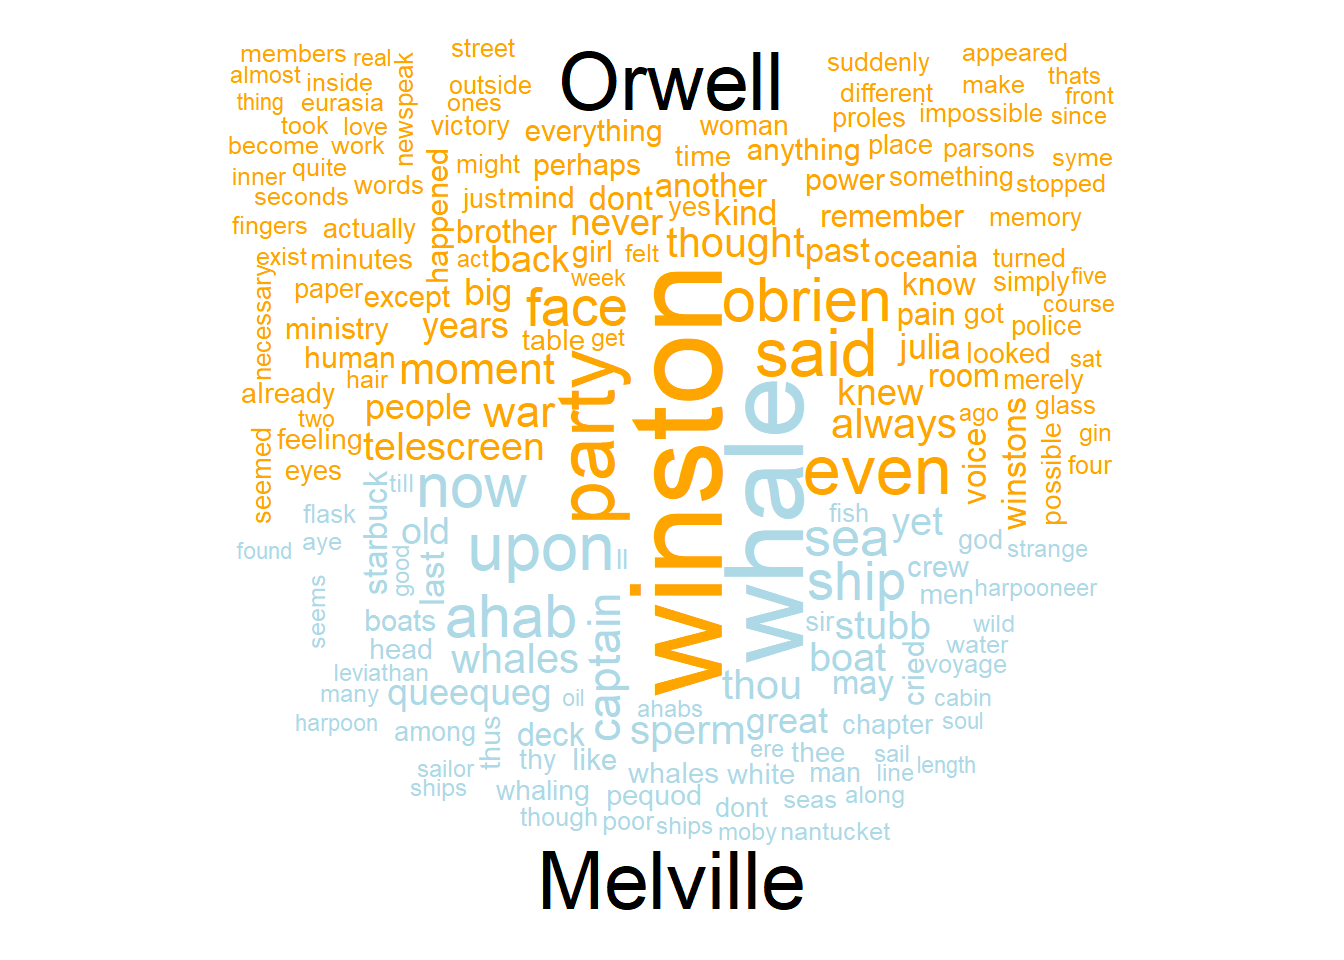 Orwell
members real
street
suddenly
appeared
almost inside
newspeak
outside
different
make
thats
thing eurasia
ones
proles
impossible
front
since
took love
victory
everything
woman
become work
might
perhaps
time
anything
place
parsons
syme
inner quite
happened
another
power
something
stopped
seconds
words
just
mind
dont
yes
kind
remember
memory
fingers
actually
brother
never
thought
past
oceania
turned
exist
minutes
act
back
girl
felt
week
know
simply
five
necessary
paper
except
big
face
winston
obrien
pain
got
course
ministry
years
table
get
said
julia
looked
police
human
moment
party
room
merely
sat
hair
knew
already
people
war
whale
always
ago
winstons
glass
two
feeling
telescreen
voice
possible
gin
seemed
eyes
even
four
starbuck
till
now
fish
yet
flask
old
upon
ll
sea
god
strange
found
aye
good
last
ship
crew
harpooneer
seems
boats
ahab
captain
sir
stubb
men
wild
head
whales
boat
cried
water
leviathan
thou
may
voyage
many
queequeg
oil
ahabs
cabin
harpoon
among
thus
deck
sperm
great
chapter
soul
sailor
thy
like
ere
thee
sail
ships
whaling
whales
white
man
line
length
pequod
dont
seas
along
though
poor
ships
moby
nantucket
Melville